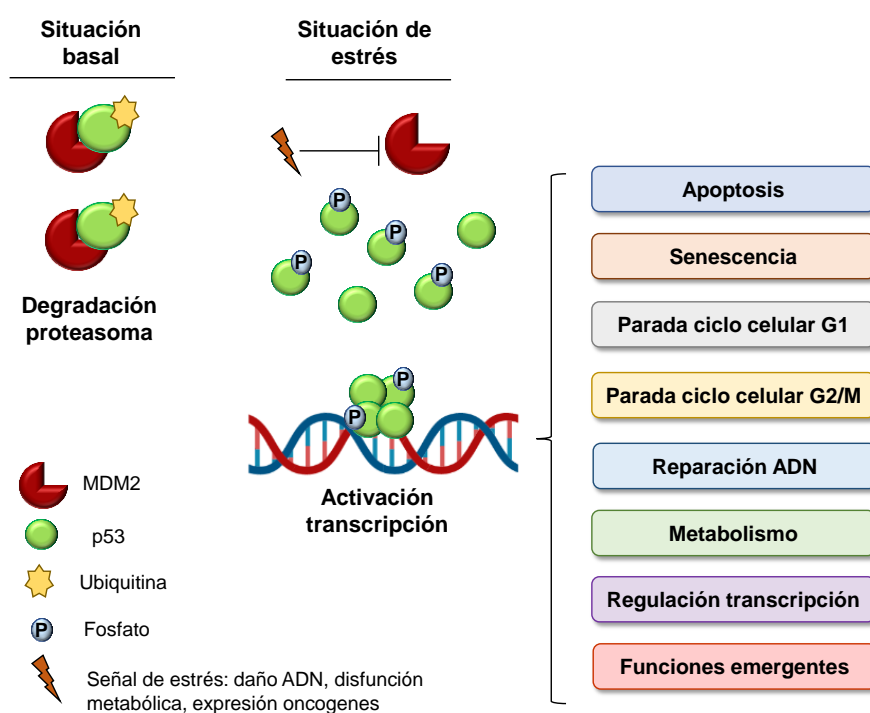 Situación
basal
Situación de
estrés
P
P
P
P
Degradación
proteasoma
P
P
Activación
transcripción
MDM2
p53
Ubiquitina
P
Fosfato
Señal de estrés: daño ADN, disfunción
metabólica, expresión oncogenes
Apoptosis
Senescencia
Parada ciclo celular G1
Parada ciclo celular G2/M
Reparación ADN
Metabolismo
Regulación transcripción
Funciones emergentes